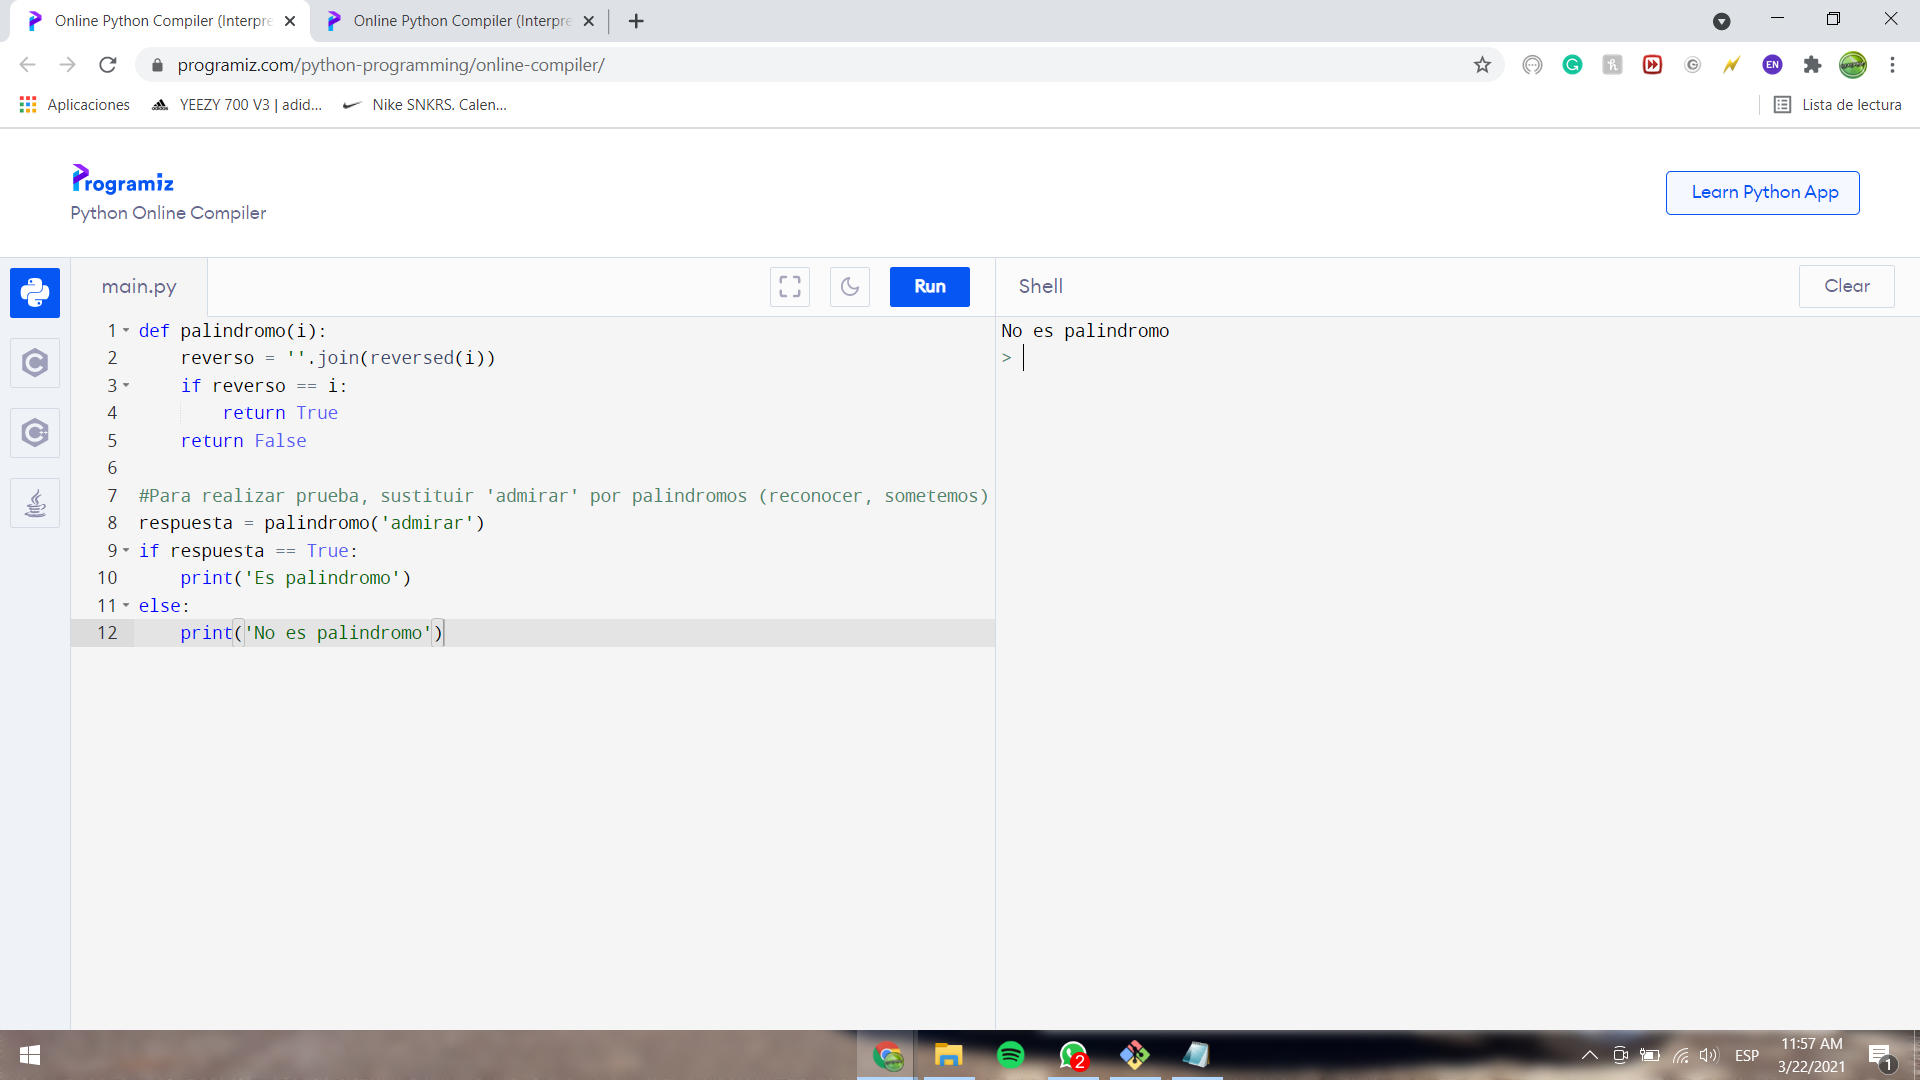 Online Python Compiler (Interpre
Online Python Compiler (Interpre
programiz.com/python-programming/online-compiler/
EN
Aplicaciones
YEEZY 700 V3 | adid...
Nike SNKRS. Calen...
Lista de lectura
Programiz
Python Online Compiler
Learn Python App
main.py
Run
Shell
Clear
1 def palindromo(i):
2     reverso = ''.join(reversed(i))
3     if reverso == i:
4         return True
5     return False
6
7 #Para realizar prueba, sustituir 'admirar' por palindromos (reconocer, sometemos)
8 respuesta = palindromo('admirar')
9 if respuesta == True:
10     print('Es palindromo')
11 else:
12     print('No es palindromo')
No es palindromo
>
2
ESP
11:57 AM
3/22/2021
1